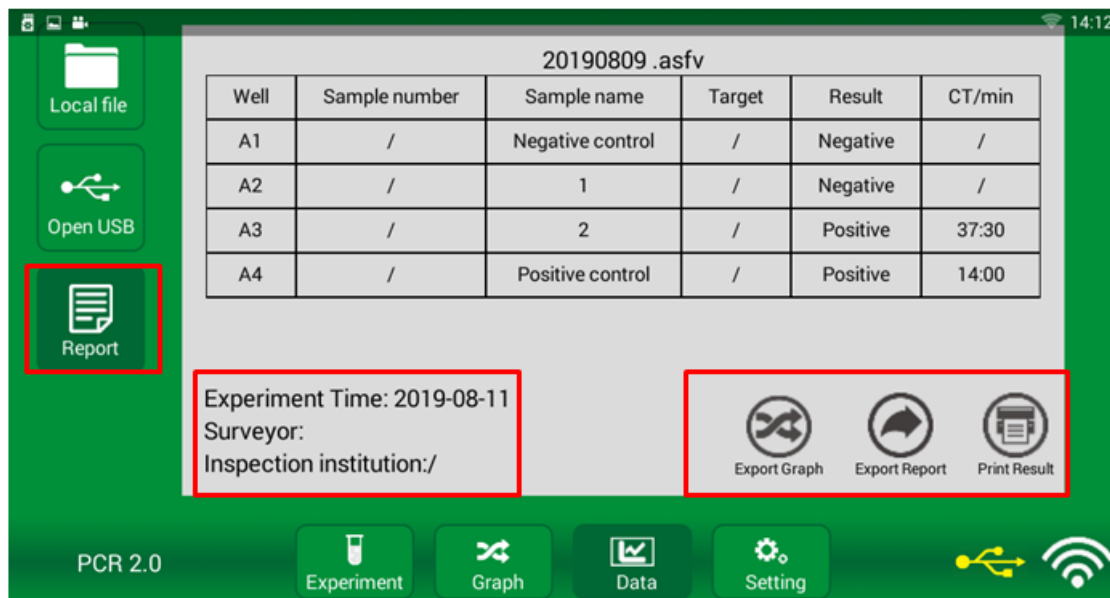 14:12
Local file
Open USB
Report
20190809 .asfv
Well Sample number Sample name Target Result CT/min
A1 / Negative control / Negative /
A2 / 1 / Negative /
A3 / 2 / Positive 37:30
A4 / Positive control / Positive 14:00
Experiment Time: 2019-08-11
Surveyor:
Inspection institution:/
Export Graph Export Report Print Result
PCR 2.0 Experiment Graph Data Setting